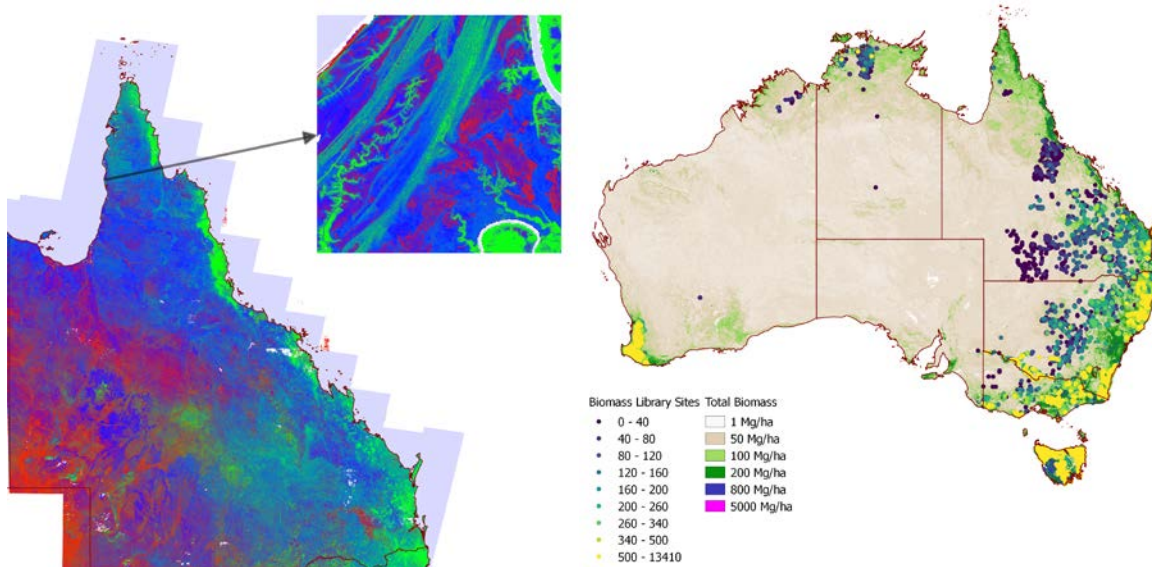 Biomass Library Sites Total Biomass
0 - 40 1 Mg/ha
40 - 80 50 Mg/ha
80 - 120 100 Mg/ha
120 - 160 200 Mg/ha
160 - 200 800 Mg/ha
200 - 260 5000 Mg/ha
260 - 340
340 - 500
500 - 13410